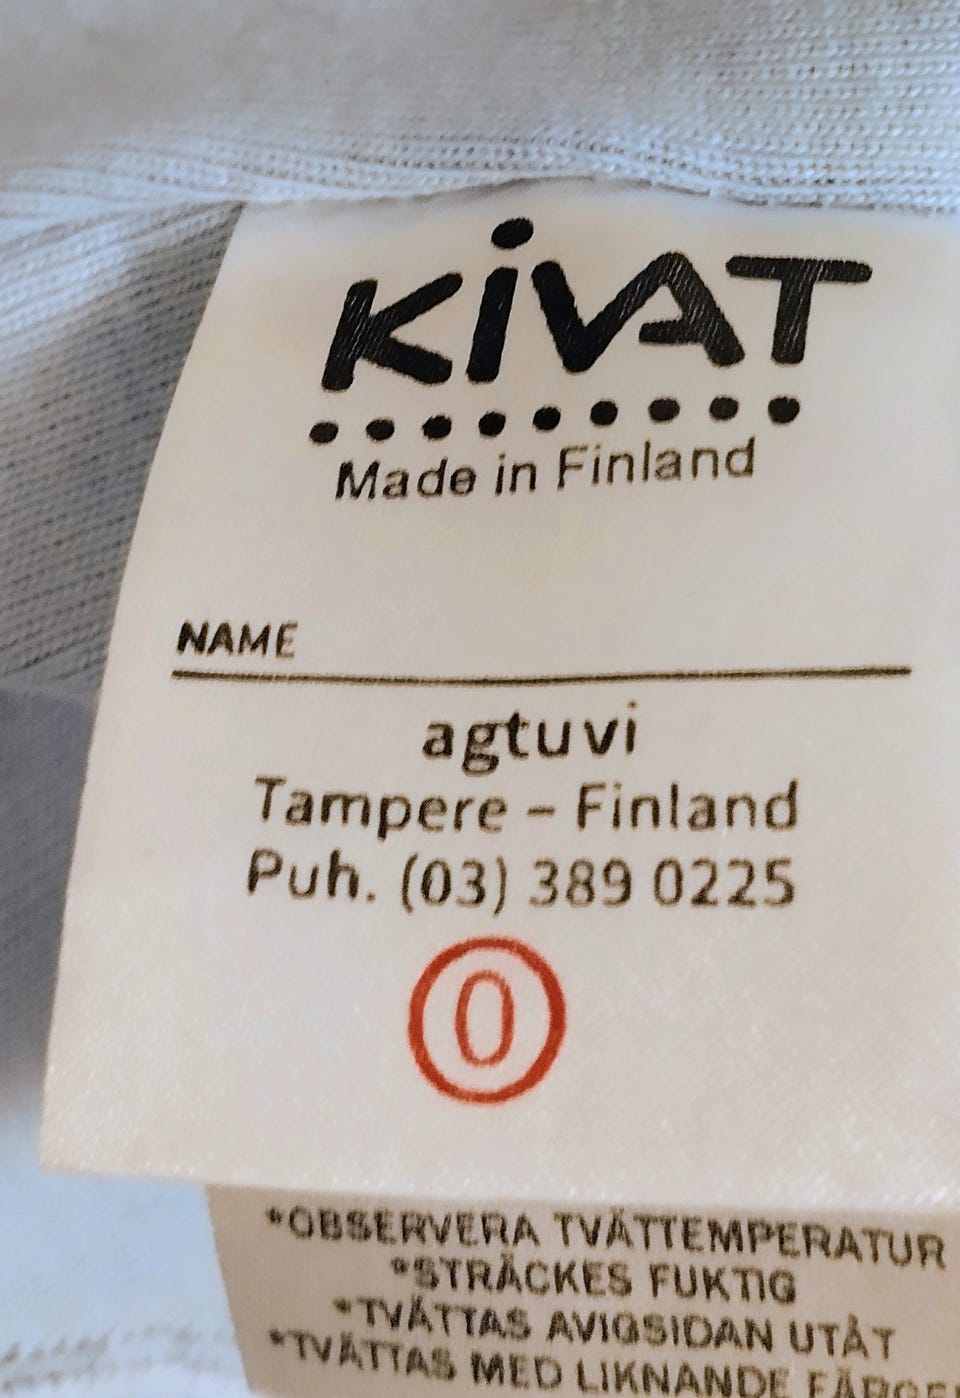 KiVAT
Made in Finland
NAME
agtuvi
Tampere – Finland
Puh. (03) 389 0225
0
*OBSERVERA TVÄTTEMPERATUR
*STRÄCKES FUKTIG
*TVÄTTAS AVIGSIDAN UTÅT
*TVÄTTAS MED LIKNANDE